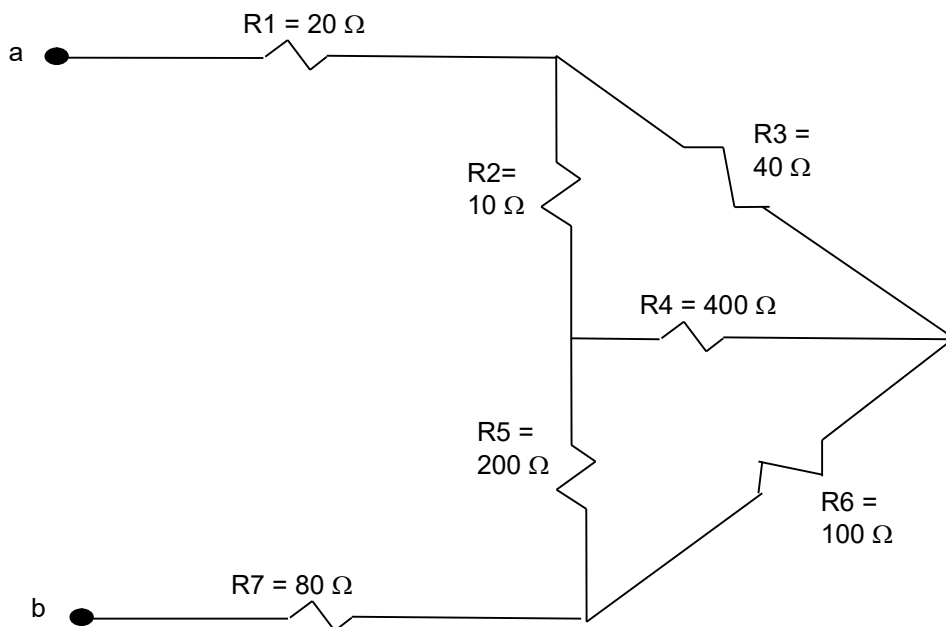 R1 = 20 Ω
a
R3 =
40 Ω
R2=
10 Ω
R4 = 400 Ω
R5 =
200 Ω
R6 =
100 Ω
R7 = 80 Ω
b